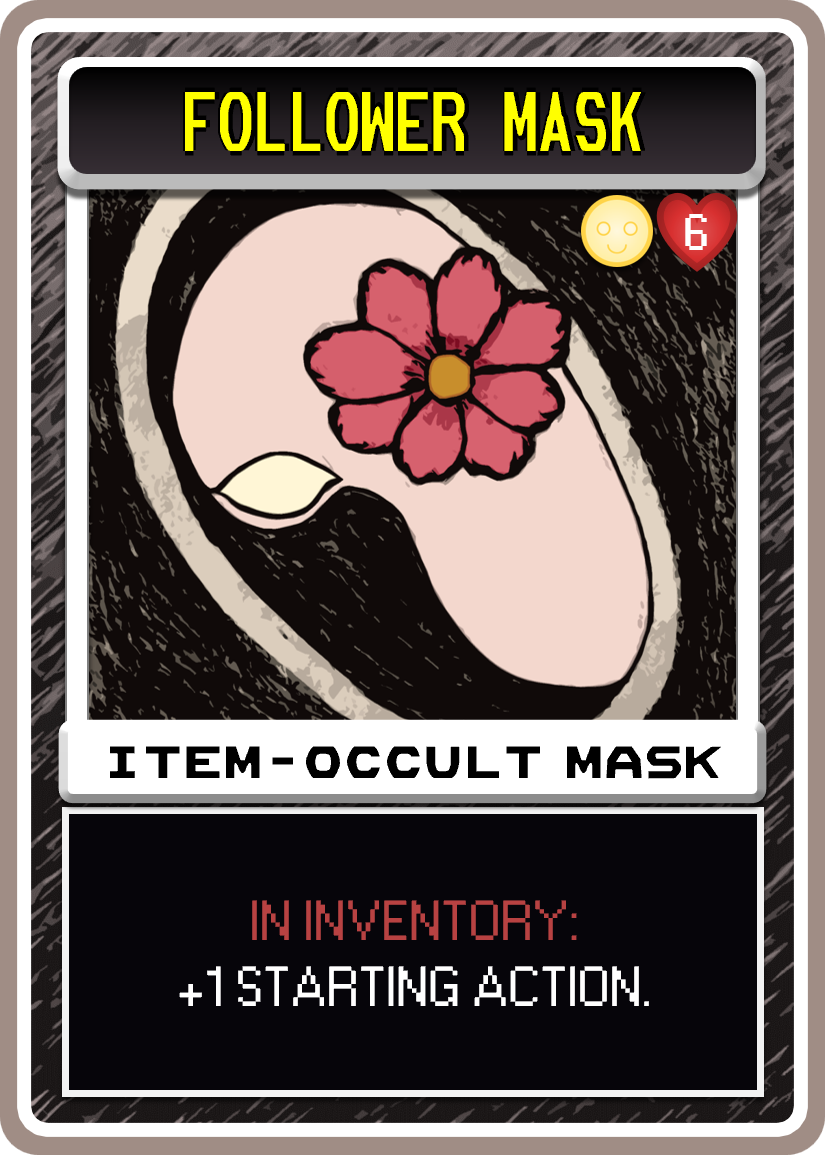 FOLLOWER MASK
6
ITEM-OCCULT MASK
IN INVENTORY:
+1 STARTING ACTION.